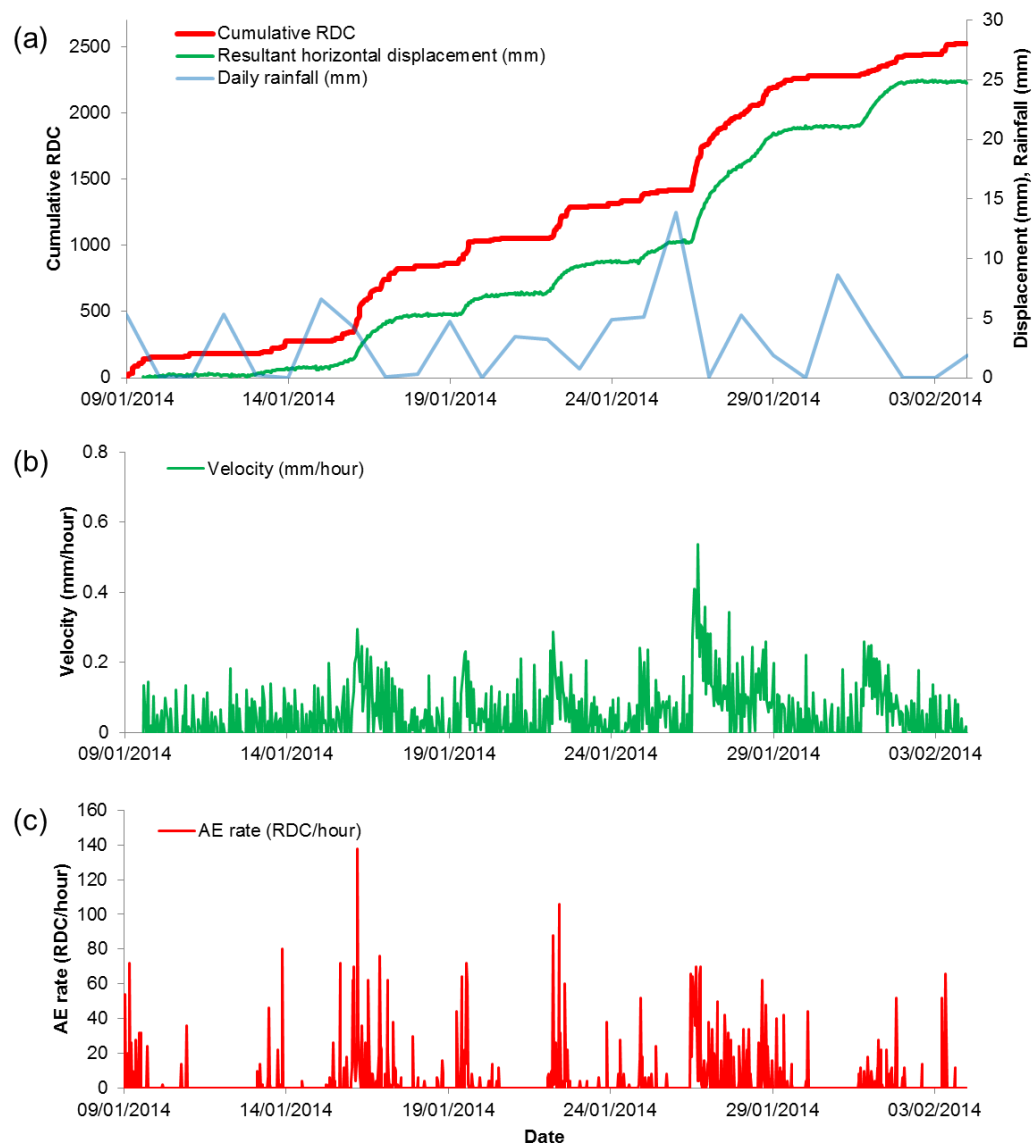 (a)
Cumulative RDC
Resultant horizontal displacement (mm)
Daily rainfall (mm)
Cumulative RDC
2500
2000
1500
1000
500
0
30
25
20
15
10
5
0
Displacement (mm), Rainfall (mm)
09/01/2014 14/01/2014 19/01/2014 24/01/2014 29/01/2014 03/02/2014
(b)
Velocity (mm/hour)
Velocity (mm/hour)
0.8
0.6
0.4
0.2
0
09/01/2014 14/01/2014 19/01/2014 24/01/2014 29/01/2014 03/02/2014
(c)
AE rate (RDC/hour)
AE rate (RDC/hour)
160
140
120
100
80
60
40
20
0
09/01/2014 14/01/2014 19/01/2014 24/01/2014 29/01/2014 03/02/2014
Date